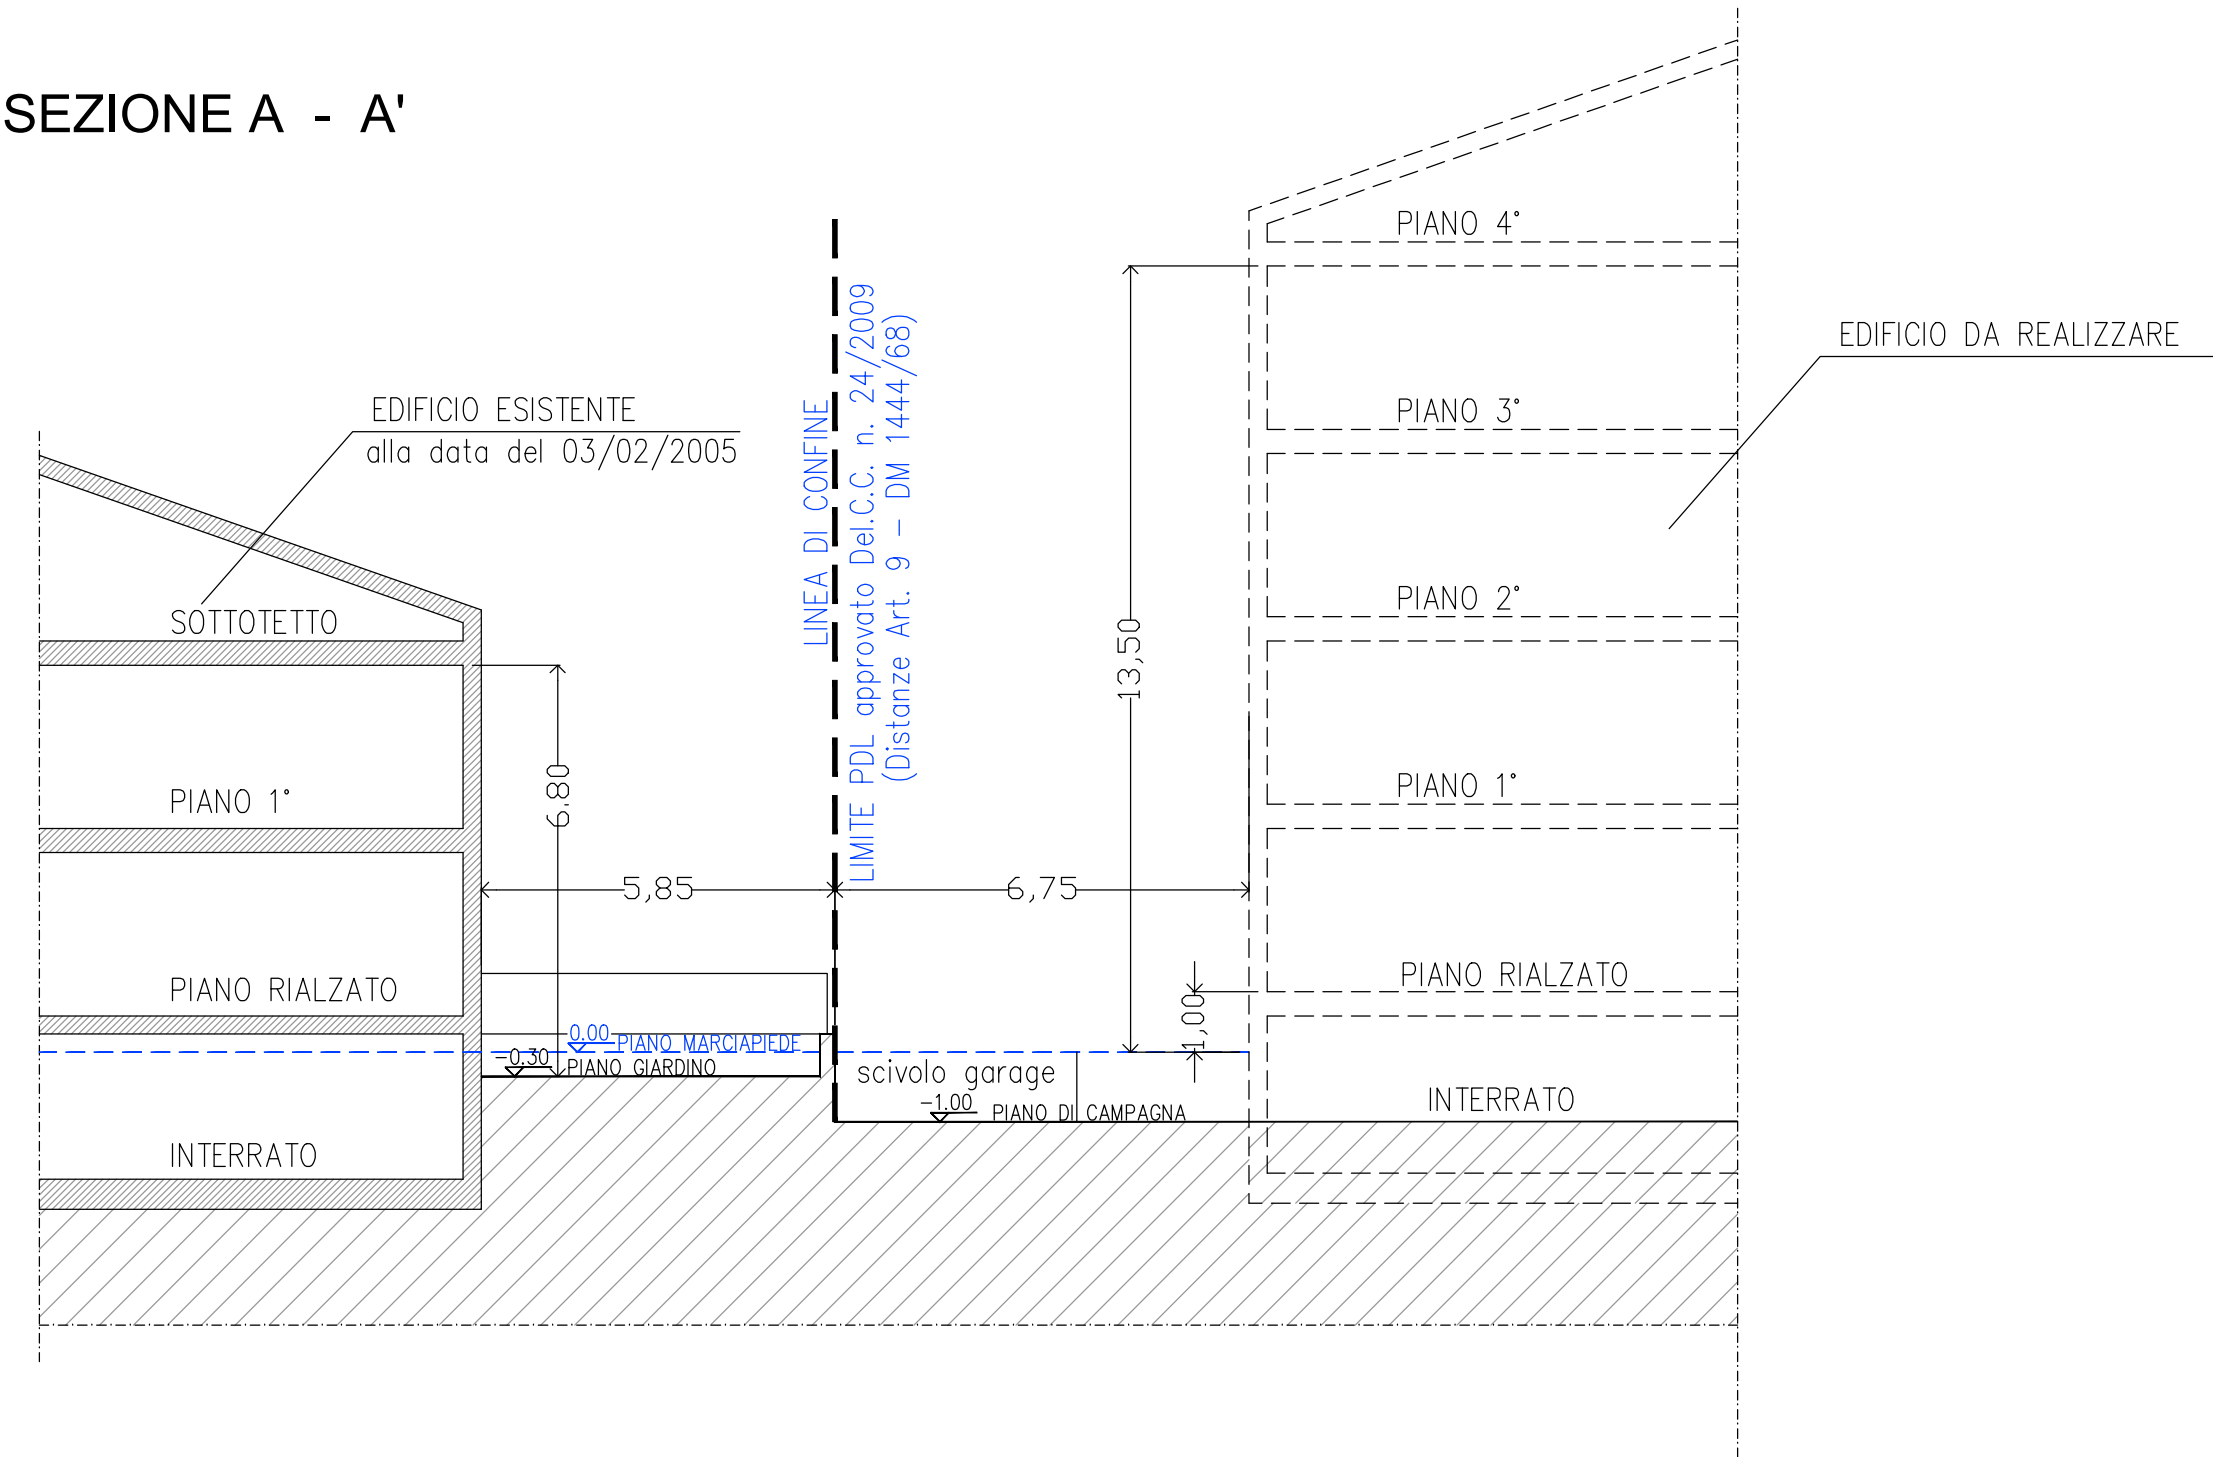 SEZIONE A - A'
EDIFICIO ESISTENTE
alla data del 03/02/2005
SOTTOTETTO
PIANO 1°
PIANO RIALZATO
INTERRATO
6,80
5,85
0.00 PIANO MARCIAPIEDE
-0.30 PIANO GIARDINO
LINEA DI CONFINE
LIMITE PDL approvato Del.C.C. n. 24/2009
(Distanze Art. 9 - DM 1444/68)
6,75
13,50
1,00
scivolo garage
-1.00 PIANO DI CAMPAGNA
PIANO 4°
PIANO 3°
PIANO 2°
PIANO 1°
PIANO RIALZATO
INTERRATO
EDIFICIO DA REALIZZARE